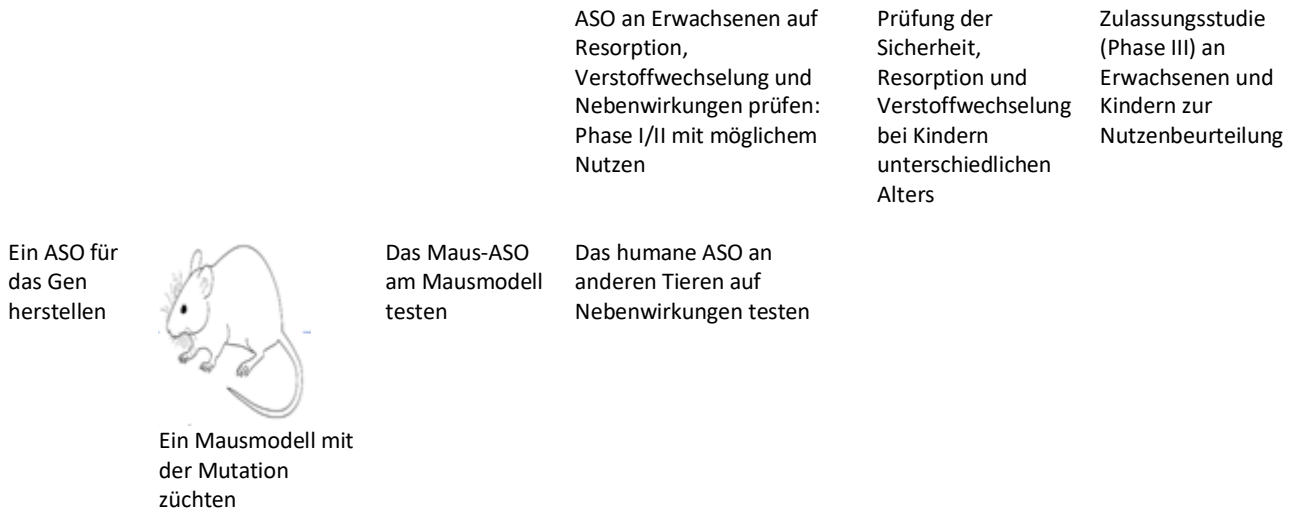 ASO an Erwachsenen auf
Resorption,
Verstoffwechselung und
Nebenwirkungen prüfen:
Phase I/II mit möglichem
Nutzen
Prüfung der
Sicherheit,
Resorption und
Verstoffwechselung
bei Kindern
unterschiedlichen
Alters
Zulassungsstudie
(Phase III) an
Erwachsenen und
Kindern zur
Nutzenbeurteilung
Ein ASO für
das Gen
herstellen
Ein Mausmodell mit
der Mutation
züchten
Das Maus-ASO
am Mausmodell
testen
Das humane ASO an
anderen Tieren auf
Nebenwirkungen testen